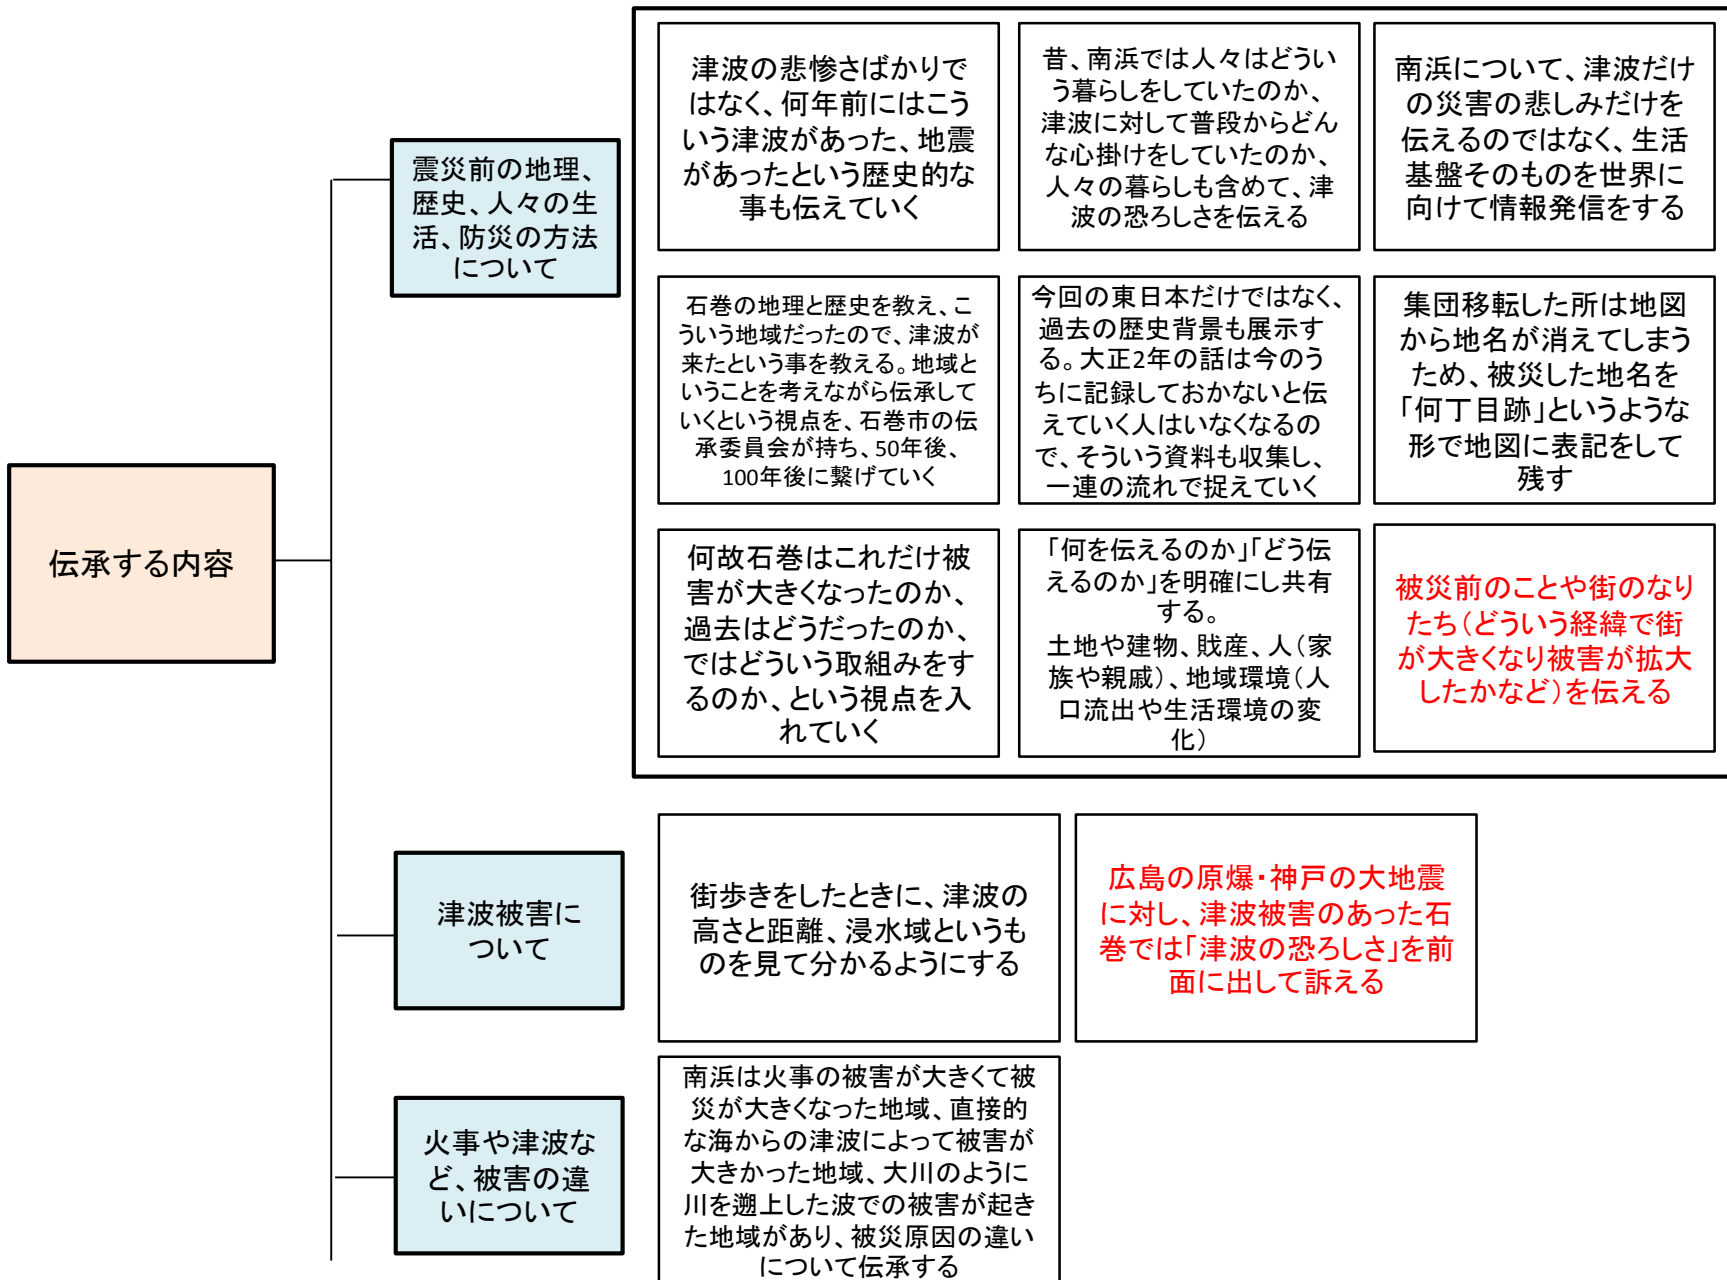 伝承する内容
震災前の地理、
歴史、人々の生
活、防災の方法
について
津波の悲惨さばかりで
はなく、何年前にはこう
いう津波があった、地震
があったという歴史的な
事も伝えていく
昔、南浜では人々はどうい
う暮らしをしていたのか、
津波に対して普段からどん
な心掛けをしていたのか、
人々の暮らしも含めて、津
波の恐ろしさを伝える
南浜について、津波だけ
の災害の悲しみだけを
伝えるのではなく、生活
基盤そのものを世界に
向けて情報発信をする
石巻の地理と歴史を教え、こ
ういう地域だったので、津波が
来たという事を教える。地域と
いうことを考えながら伝承して
いくという視点を、石巻市の伝
承委員会が持ち、50年後、
100年後に繋げていく
今回の東日本だけではなく、
過去の歴史背景も展示す
る。大正2年の話は今のう
ちに記録しておかないと伝
えていく人はいなくなるの
で、そういう資料も収集し、
一連の流れで捉えていく
集団移転した所は地図
から地名が消えてしまう
ため、被災した地名を
「何丁目跡」というような
形で地図に表記をして
残す
何故石巻はこれだけ被
害が大きくなったのか、
過去はどうだったのか、
ではどういう取組みをす
るのか、という視点を入
れていく
「何を伝えるのか」「どう伝
えるのか」を明確にし共有
する。
土地や建物、財産、人（家
族や親戚）、地域環境（人
口流出や生活環境の変
化）
被災前のことや街のなり
たち（どういう経緯で街
が大きくなり被害が拡大
したかなど）を伝える
津波被害に
ついて
街歩きをしたときに、津波の
高さと距離、浸水域というも
のを見て分かるようにする
広島の原爆・神戸の大地震
に対し、津波被害のあった石
巻では「津波の恐ろしさ」を前
面に出して訴える
火事や津波な
ど、被害の違
いについて
南浜は火事の被害が大きくて被
災が大きくなった地域、直接的
な海からの津波によって被害が
大きかった地域、大川のように
川を遡上した波での被害が起き
た地域があり、被災原因の違い
について伝承する